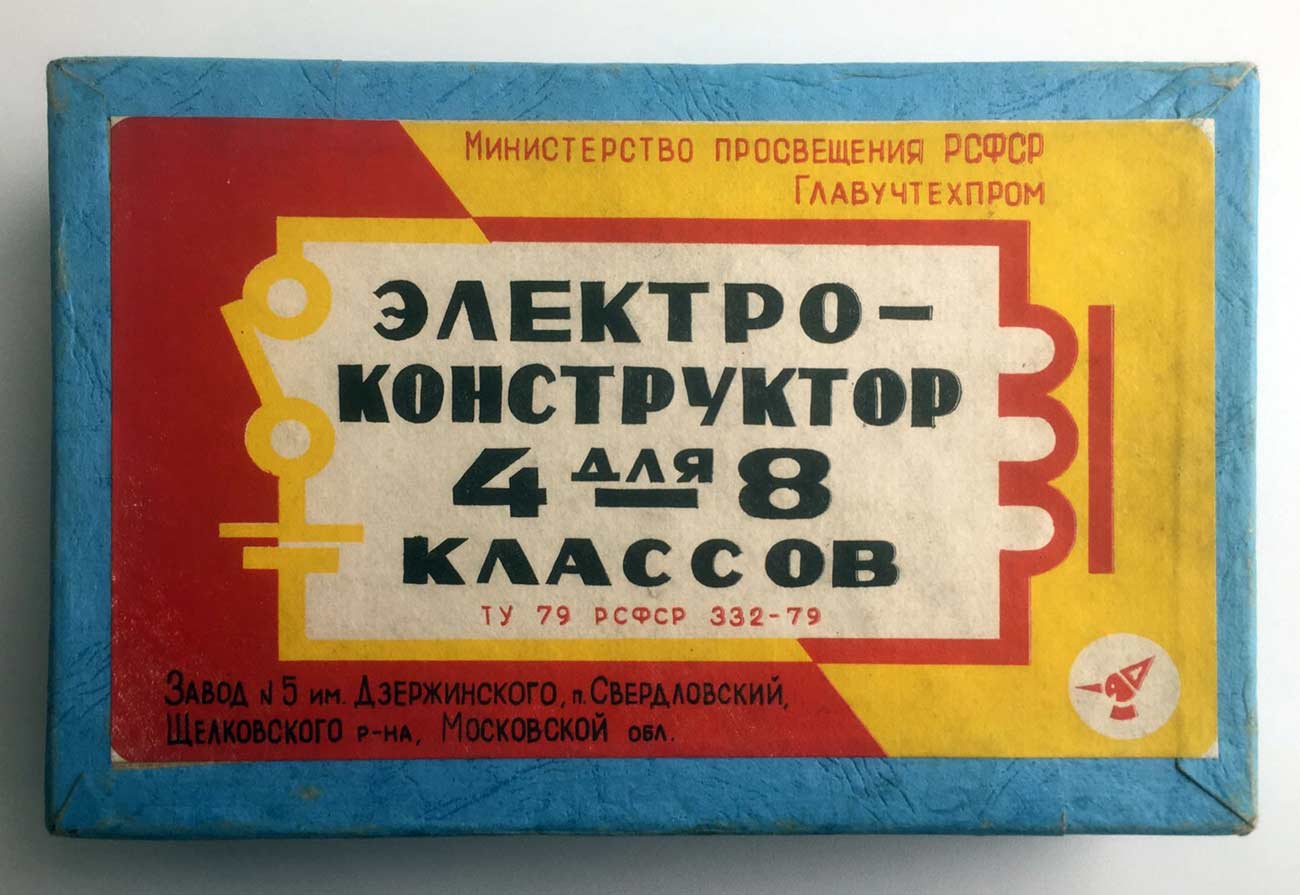 Министерство просвещения РСФСР
Главучтехпром
ЭЛЕКТРО-
КОНСТРУКТОР
4 для 8
КЛАССОВ
ТУ 79 РСФСР 332-79
Завод N 5 им. Дзержинского, п. Свердловский,
Щелковского р-на, Московской обл.